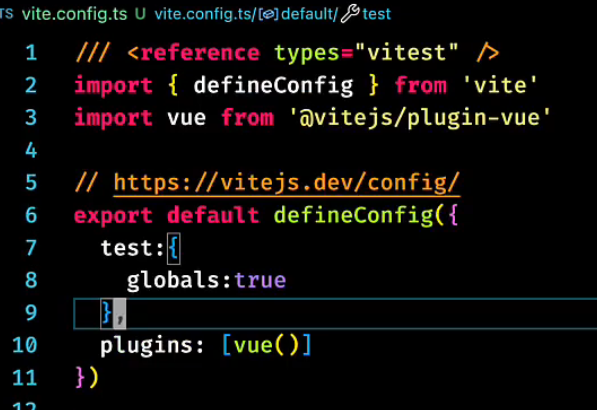 TS vite.config.ts U vite.config.ts/default/test
1 /// <reference types="vitest" />
2 import { defineConfig } from 'vite'
3 import vue from '@vitejs/plugin-vue'
4
5 // https://vitejs.dev/config/
6 export default defineConfig({
7 test:{
8 globals:true
9 },
10 plugins: [vue()]
11 })
12